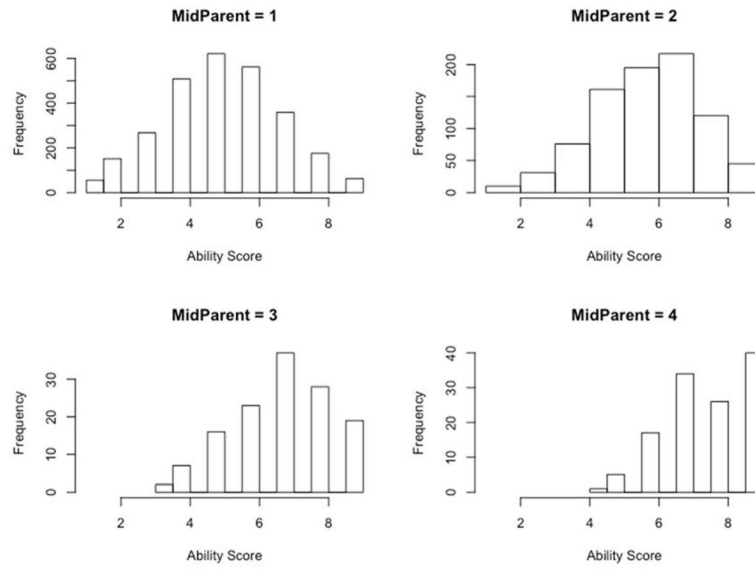 MidParent = 1
Frequency
0
200
400
600
2 4 6 8
Ability Score
MidParent = 2
Frequency
0
50
100
200
2 4 6 8
Ability Score
MidParent = 3
Frequency
0
10
20
30
2 4 6 8
Ability Score
MidParent = 4
Frequency
0
10
20
30
40
2 4 6 8
Ability Score